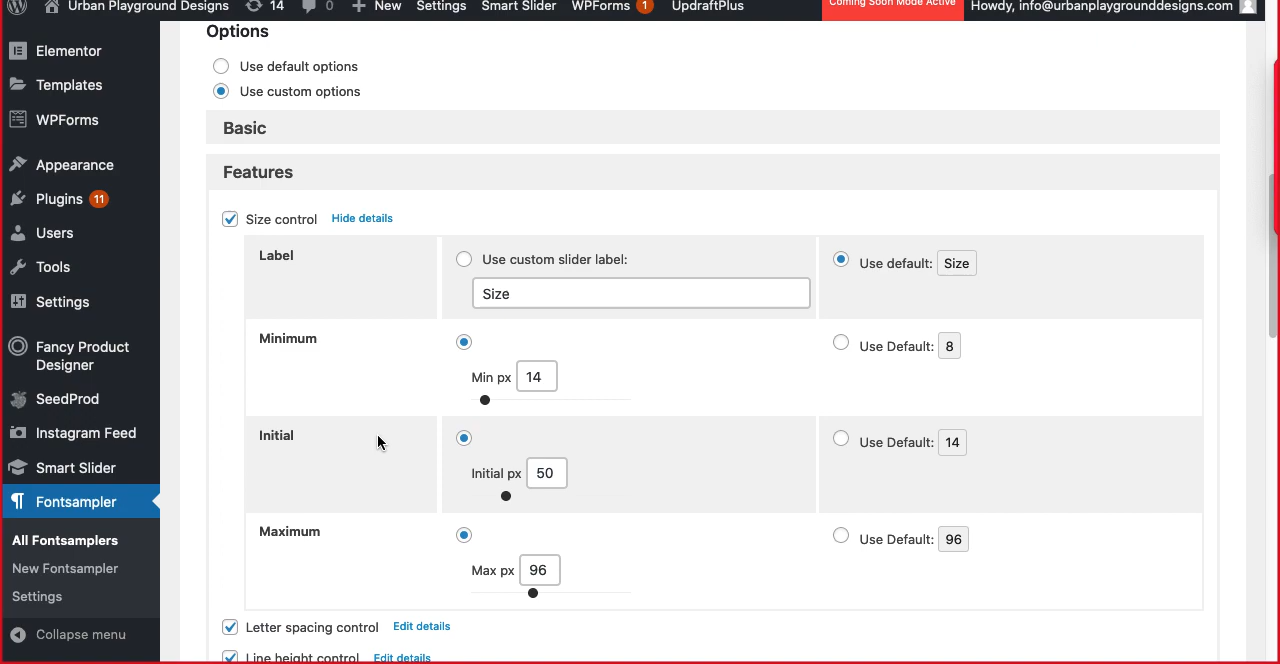 Urban Playground Designs 14 0 New Settings Smart Slider WPForms 1 UpdraftPlus Coming Soon Mode Active Howdy, info@urbanplaygrounddesigns.com
Elementor
Templates
WPForms
Appearance
Plugins 11
Users
Tools
Settings
Fancy Product
Designer
SeedProd
Instagram Feed
Smart Slider
Fontsampler
All Fontsamplers
New Fontsampler
Settings
Collapse menu
Options
Use default options
Use custom options
Basic
Features
Size control Hide details
Label Use custom slider label: Use default: Size
Size
Minimum Use Default: 8
Min px 14
Initial Use Default: 14
Initial px 50
Maximum Use Default: 96
Max px 96
Letter spacing control Edit details
Line height control Edit details